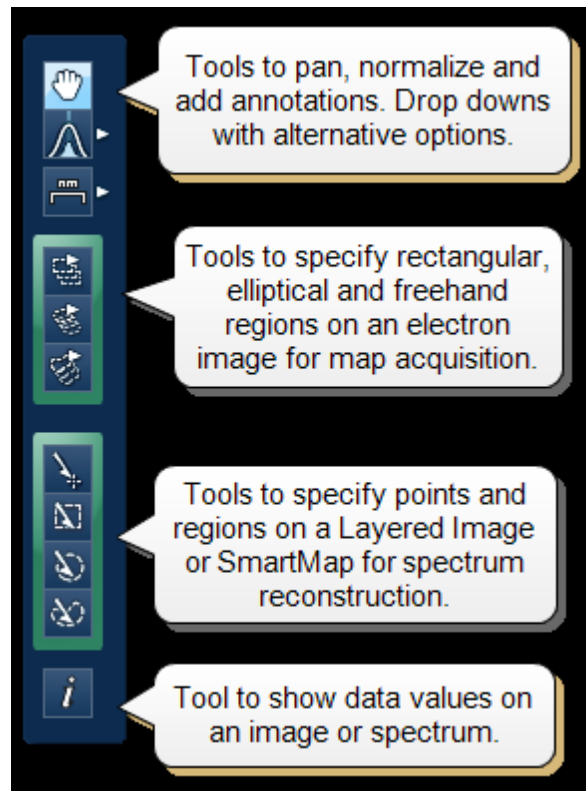 Tools to pan, normalize and
add annotations. Drop downs
with alternative options.
nm
Tools to specify rectangular,
elliptical and freehand
regions on an electron
image for map acquisition.
Tools to specify points and
regions on a Layered Image
or SmartMap for spectrum
reconstruction.
i
Tool to show data values on
an image or spectrum.